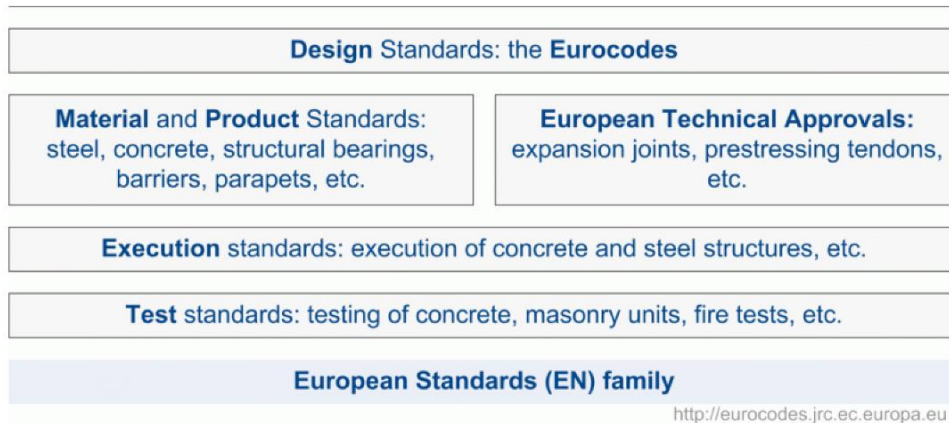 Design Standards: the Eurocodes
Material and Product Standards:
steel, concrete, structural bearings,
barriers, parapets, etc.
European Technical Approvals:
expansion joints, prestressing tendons,
etc.
Execution standards: execution of concrete and steel structures, etc.
Test standards: testing of concrete, masonry units, fire tests, etc.
European Standards (EN) family
http://eurocodes.jrc.ec.europa.eu